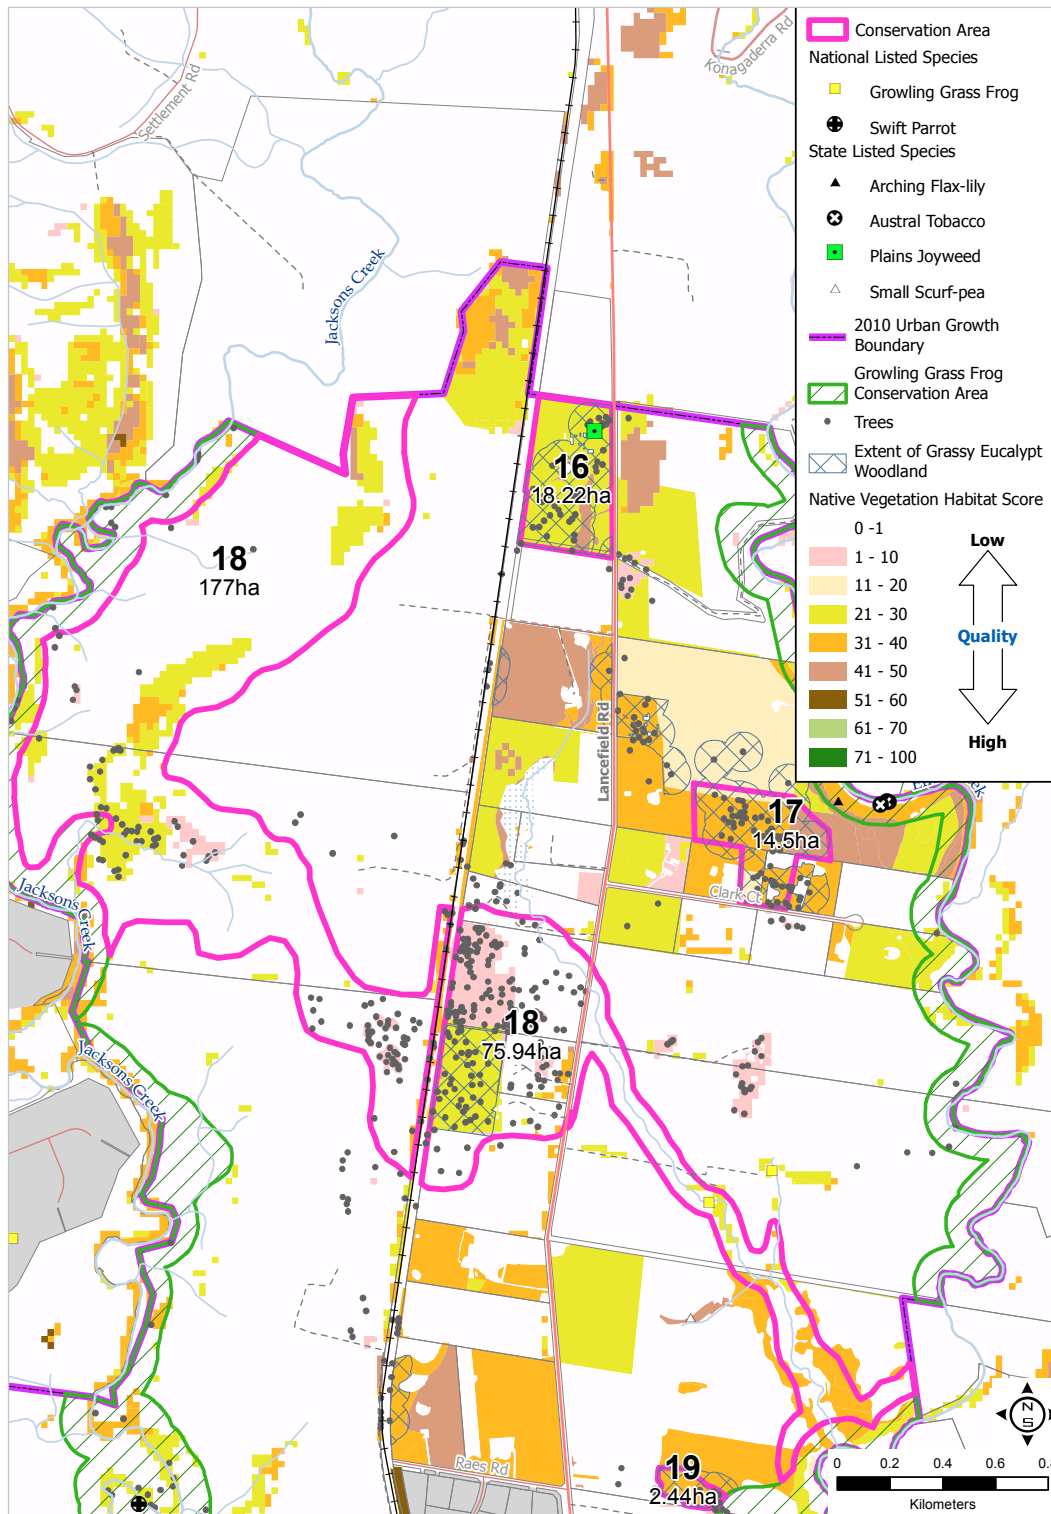 Conservation Area
National Listed Species
Growling Grass Frog
Swift Parrot
State Listed Species
Arching Flax-lily
Austral Tobacco
Plains Joyweed
Small Scurf-pea
2010 Urban Growth
Boundary
Growling Grass Frog
Conservation Area
Trees
Extent of Grassy Eucalypt
Woodland
Native Vegetation Habitat Score
0 -1
1 - 10
11 - 20
21 - 30
31 - 40
41 - 50
51 - 60
61 - 70
71 - 100
Low
Quality
High
Settlement Rd
Konagaderra Rd
Jacksons Creek
16
18.22ha
18
177ha
Lancefield Rd
17
14.5ha
Creek
Clark Ct
Jacksons Creek
18
75.94ha
Jacksons Creek
Raes Rd
19
2.44ha
N
S
0 0.2 0.4 0.6 0.8
Kilometers